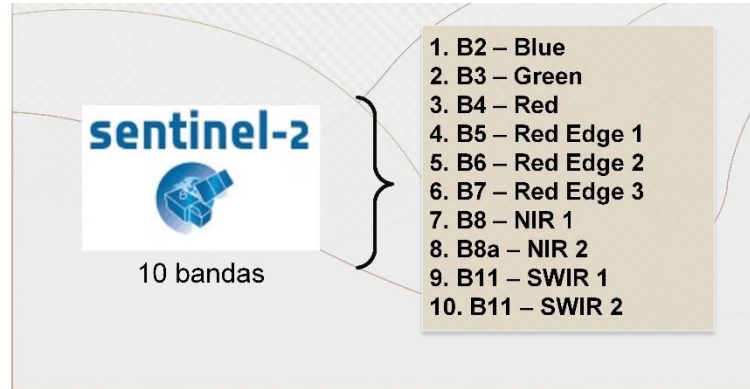 sentinel-2
10 bandas
1. B2 – Blue
2. B3 – Green
3. B4 – Red
4. B5 – Red Edge 1
5. B6 – Red Edge 2
6. B7 – Red Edge 3
7. B8 – NIR 1
8. B8a – NIR 2
9. B11 – SWIR 1
10. B11 – SWIR 2